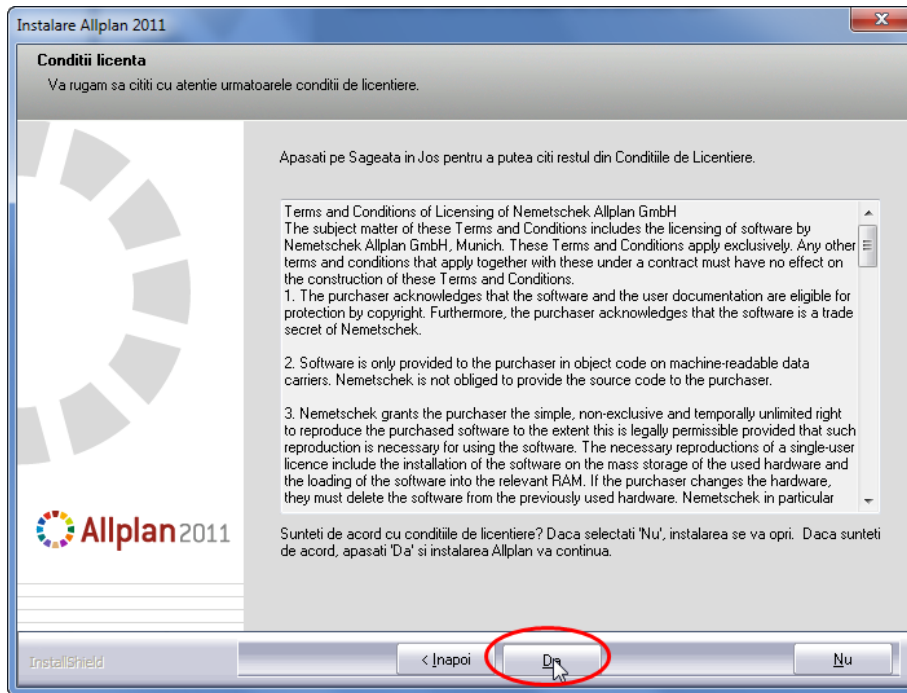 Instalare Allplan 2011
Conditii licenta
Va rugam sa cititi cu atentie urmatoarele conditii de licentiere.
Apasati pe Sageata in Jos pentru a putea citi restul din Conditiile de Licentiere.
Terms and Conditions of Licensing of Nemetschek Allplan GmbH
The subject matter of these Terms and Conditions includes the licensing of software by
Nemetschek Allplan GmbH, Munich. These Terms and Conditions apply exclusively. Any other
terms and conditions that apply together with these under a contract must have no effect on
the construction of these Terms and Conditions.
1. The purchaser acknowledges that the software and the user documentation are eligible for
protection by copyright. Furthermore, the purchaser acknowledges that the software is a trade
secret of Nemetschek.
2. Software is only provided to the purchaser in object code on machine-readable data
carriers. Nemetschek is not obliged to provide the source code to the purchaser.
3. Nemetschek grants the purchaser the simple, non-exclusive and temporally unlimited right
to reproduce the purchased software to the extent this is legally permissible provided that such
reproduction is necessary for using the software. The necessary reproductions of a single-user
licence include the installation of the software on the mass storage of the used hardware and
the loading of the software into the relevant RAM. If the purchaser changes the hardware,
they must delete the software from the previously used hardware. Nemetschek in particular
Allplan 2011
Sunteti de acord cu conditiile de licentiere? Daca selectati 'Nu', instalarea se va opri. Daca sunteti
de acord, apasati 'Da' si instalarea Allplan va continua.
InstallShield
< Inapoi
Da
Nu